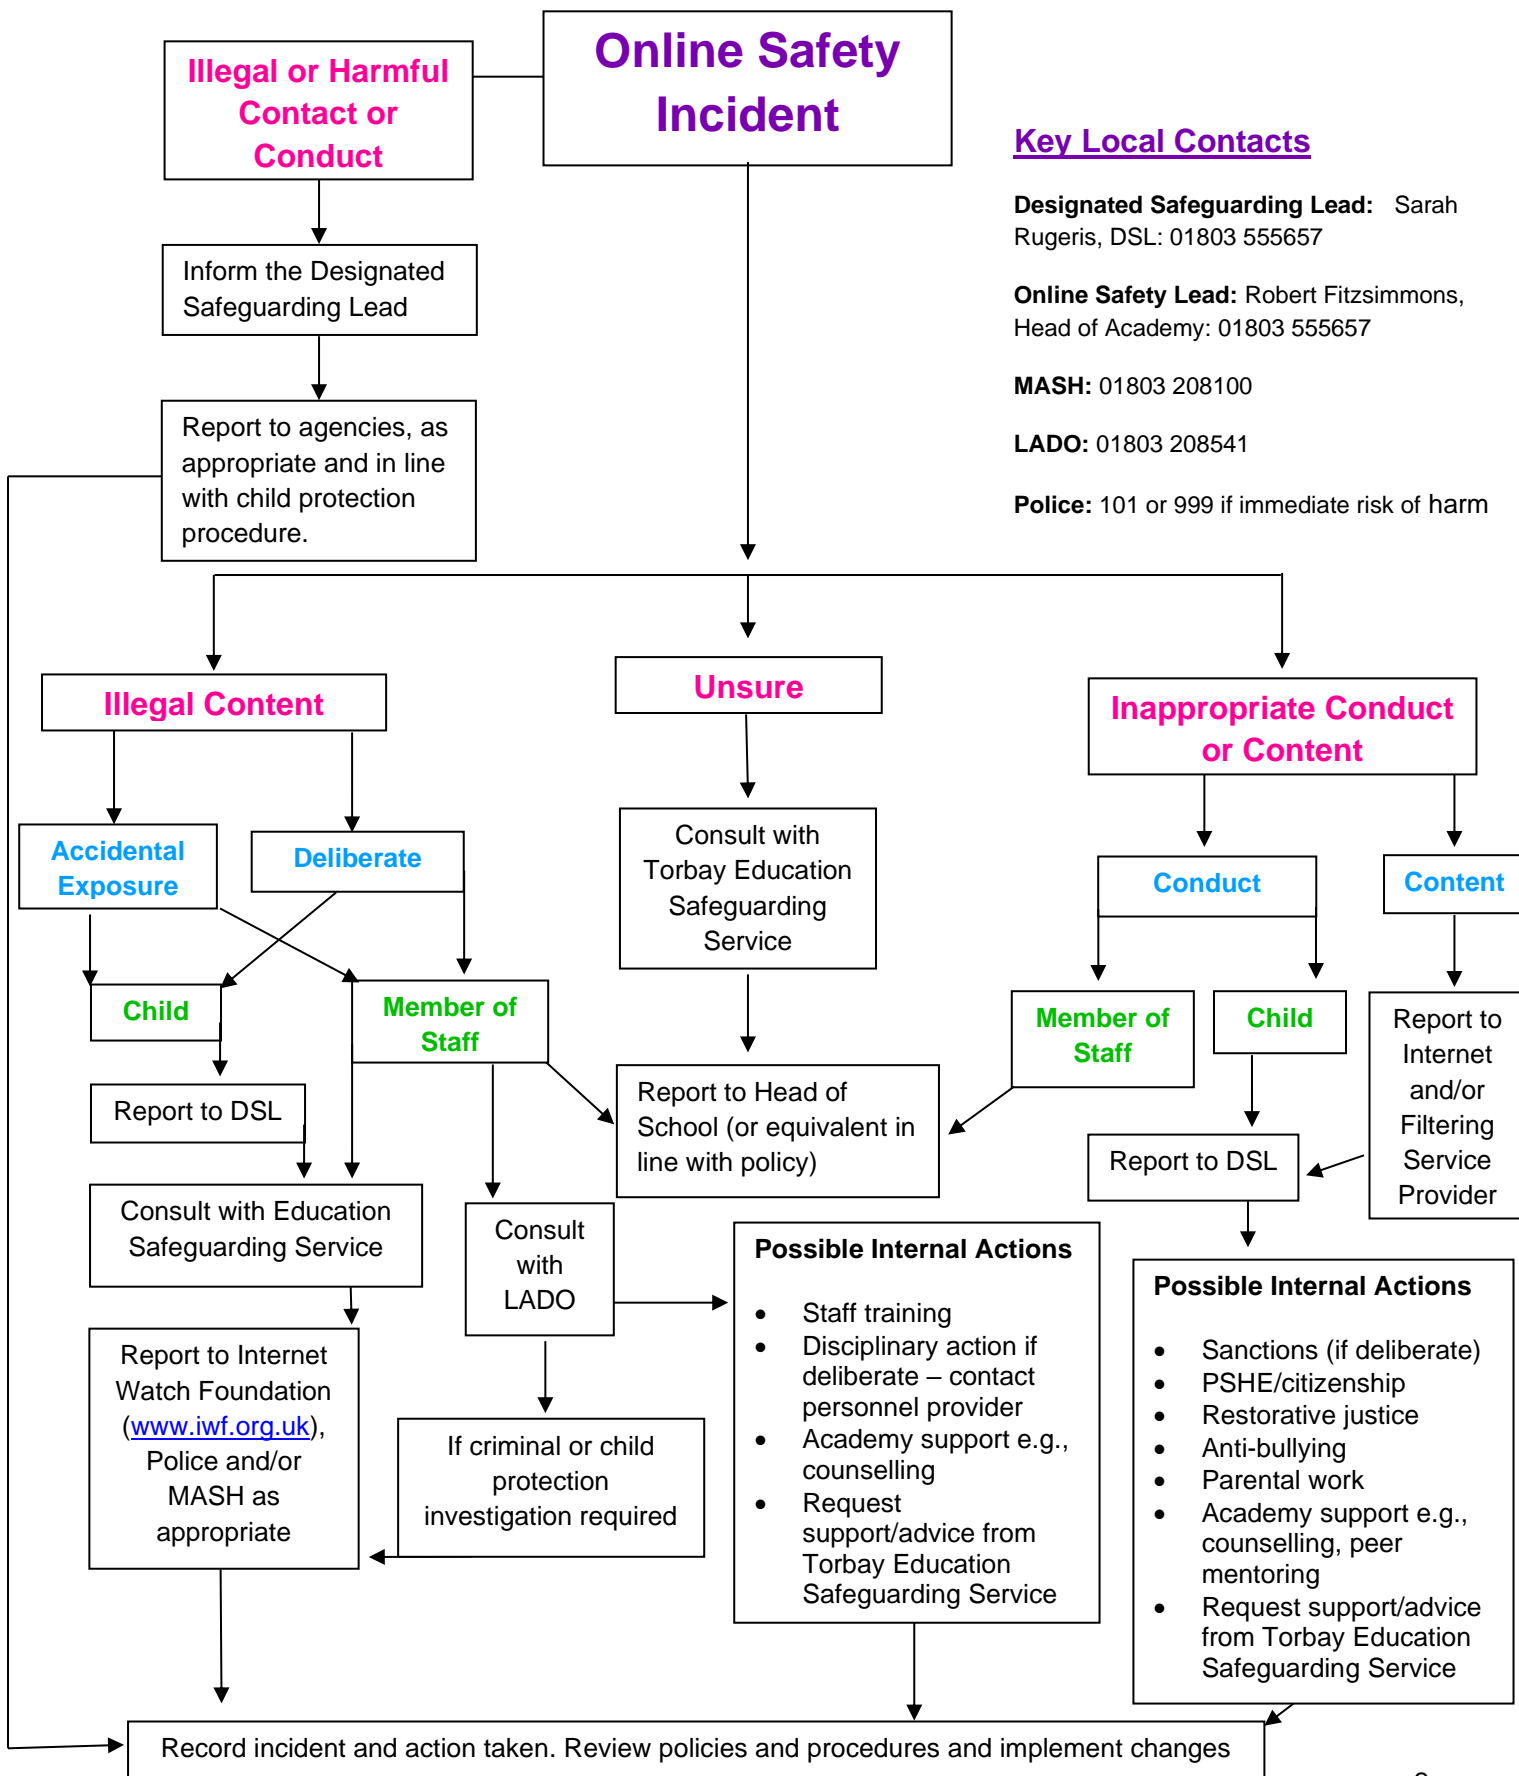 Online Safety
Incident
Illegal or Harmful
Contact or
Conduct
Key Local Contacts
Designated Safeguarding Lead: Sarah
Rugeris, DSL: 01803 555657
Online Safety Lead: Robert Fitzsimmons,
Head of Academy: 01803 555657
MASH: 01803 208100
LADO: 01803 208541
Police: 101 or 999 if immediate risk of harm
Inform the Designated
Safeguarding Lead
Report to agencies, as
appropriate and in line
with child protection
procedure.
Illegal Content
Unsure
Inappropriate Conduct
or Content
Accidental
Exposure
Deliberate
Consult with
Torbay Education
Safeguarding
Service
Conduct
Content
Child
Member of
Staff
Member of
Staff
Child
Report to
Internet
and/or
Filtering
Service
Provider
Report to DSL
Report to Head of
School (or equivalent in
line with policy)
Report to DSL
Consult with Education
Safeguarding Service
Consult
with
LADO
Possible Internal Actions
• Staff training
• Disciplinary action if
deliberate – contact
personnel provider
• Academy support e.g.,
counselling
• Request
support/advice from
Torbay Education
Safeguarding Service
Possible Internal Actions
• Sanctions (if deliberate)
• PSHE/citizenship
• Restorative justice
• Anti-bullying
• Parental work
• Academy support e.g.,
counselling, peer
mentoring
• Request support/advice
from Torbay Education
Safeguarding Service
Report to Internet
Watch Foundation
(www.iwf.org.uk),
Police and/or
MASH as
appropriate
If criminal or child
protection
investigation required
Record incident and action taken. Review policies and procedures and implement changes